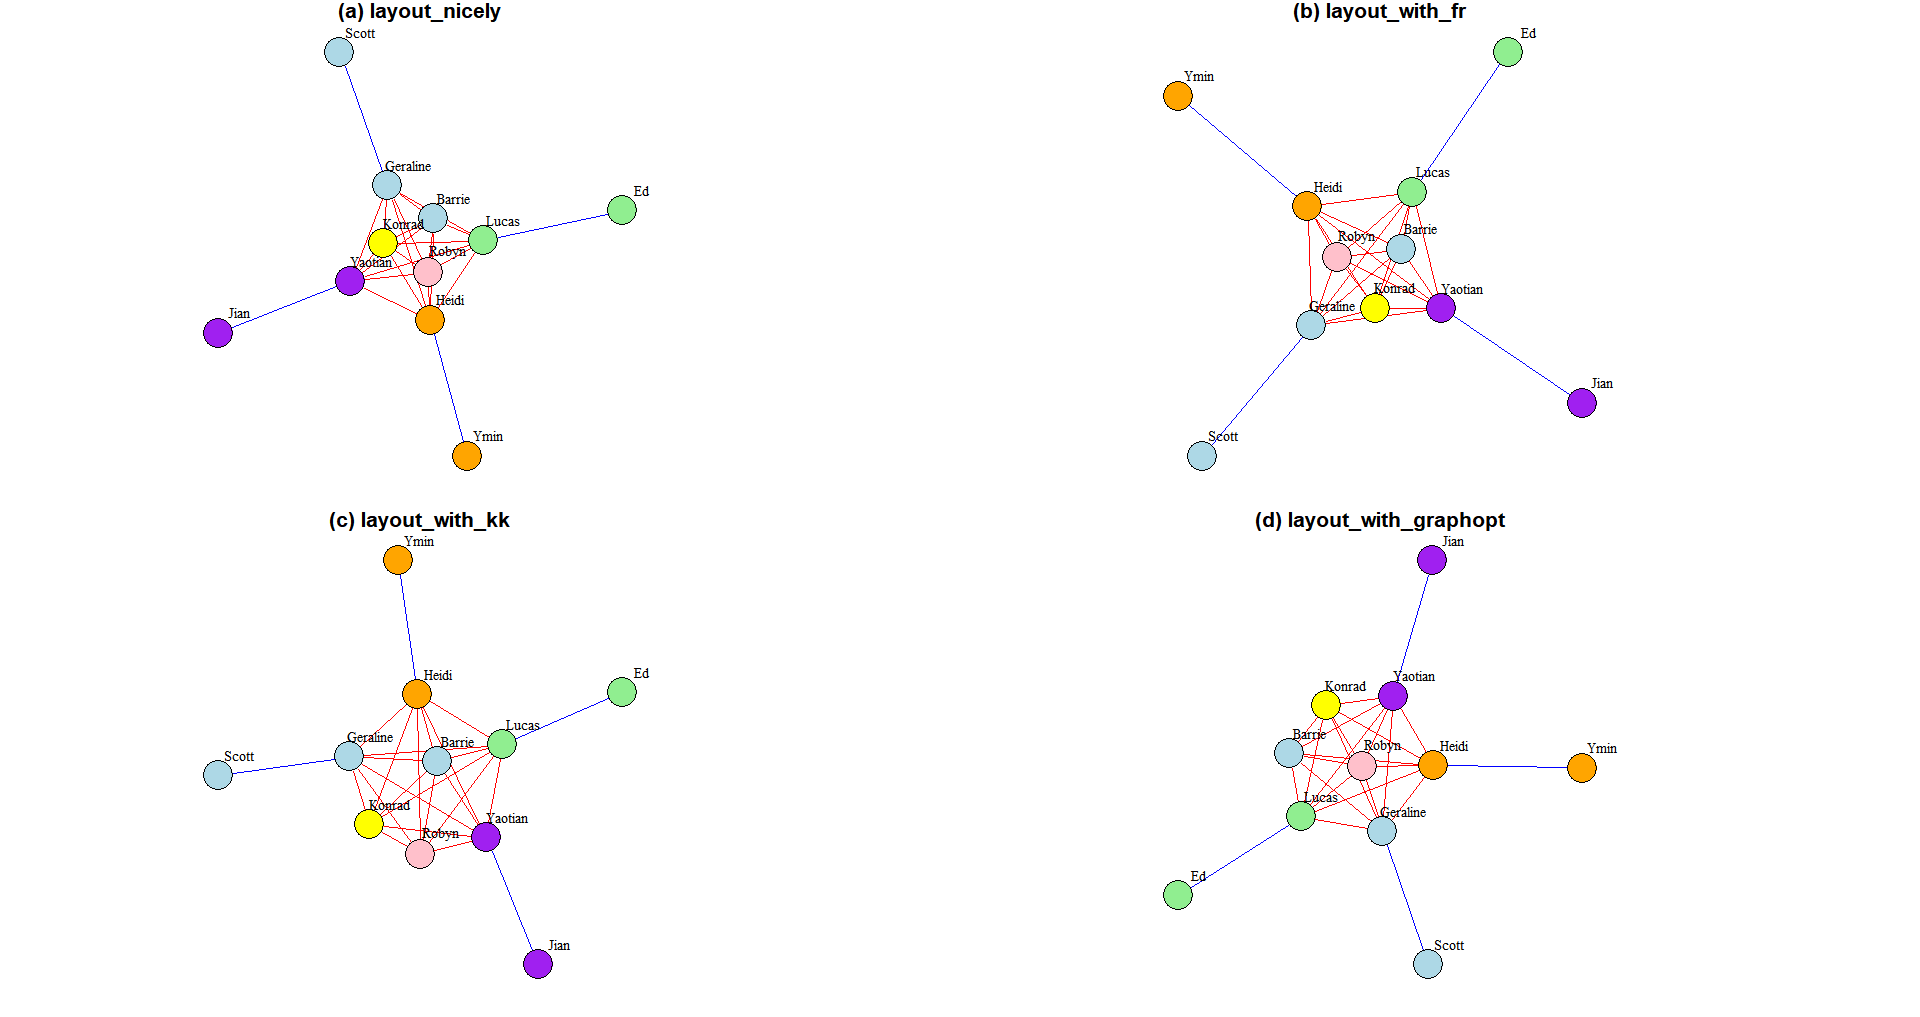 (a) layout_nicely
Scott
Geraline
Barrie
Ed
Lucas
Konrad
Robyn
Yaotian
Heidi
Jian
Ymin
(b) layout_with_fr
Ed
Ymin
Lucas
Heidi
Barrie
Robyn
Konrad
Yaotian
Geraline
Jian
Scott
(c) layout_with_kk
Ymin
Heidi
Ed
Lucas
Geraline
Barrie
Scott
Konrad
Yaotian
Robyn
Jian
(d) layout_with_graphopt
Jian
Yaotian
Konrad
Barrie
Robyn
Heidi
Ymin
Lucas
Geraline
Ed
Scott